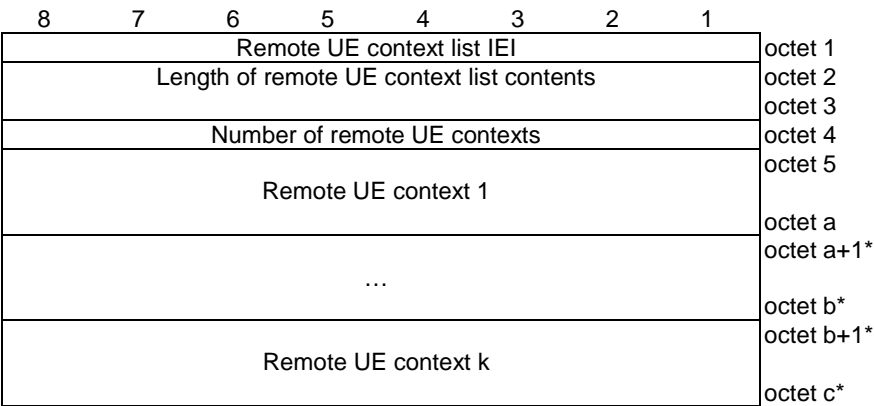 8 7 6 5 4 3 2 1
Remote UE context list IEI octet 1
Length of remote UE context list contents octet 2
octet 3
Number of remote UE contexts octet 4
octet 5
Remote UE context 1
octet a
octet a+1*
…
octet b*
octet b+1*
Remote UE context k
octet c*